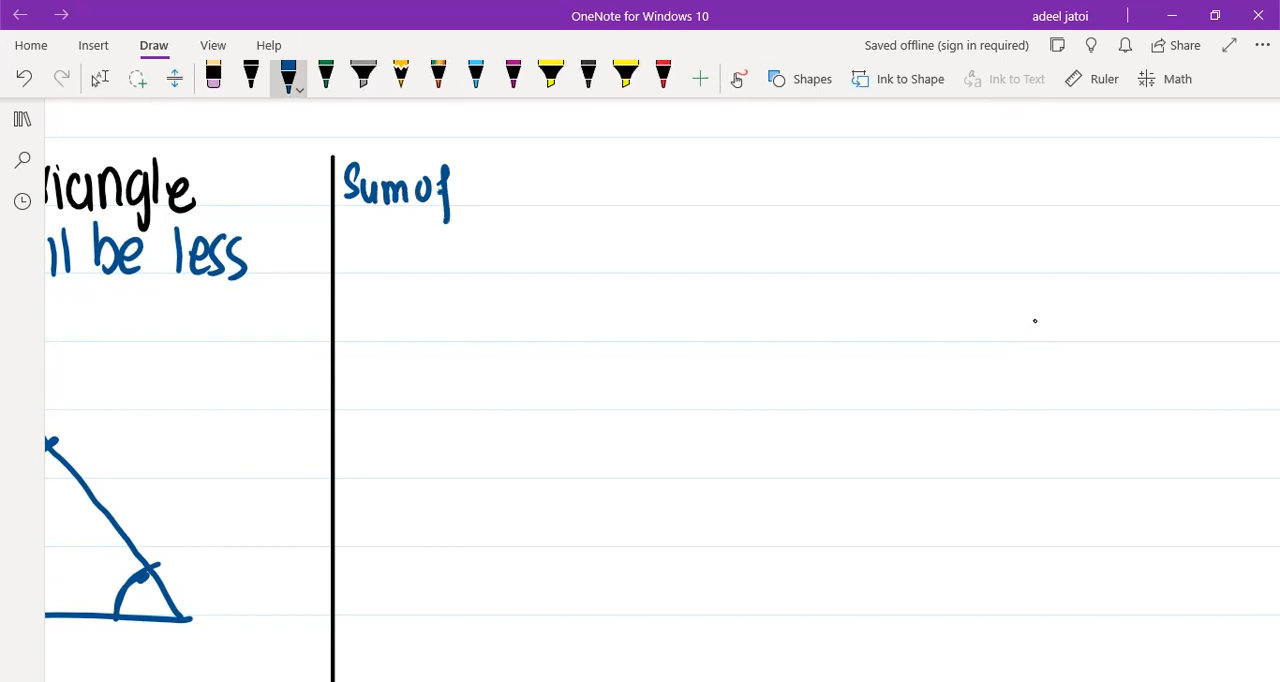 OneNote for Windows 10
adeel jatoi
Home Insert Draw View Help
Saved offline (sign in required)
Share
Shapes
Ink to Shape
Ink to Text
Ruler
Math
iangle
ll be less
Sum of